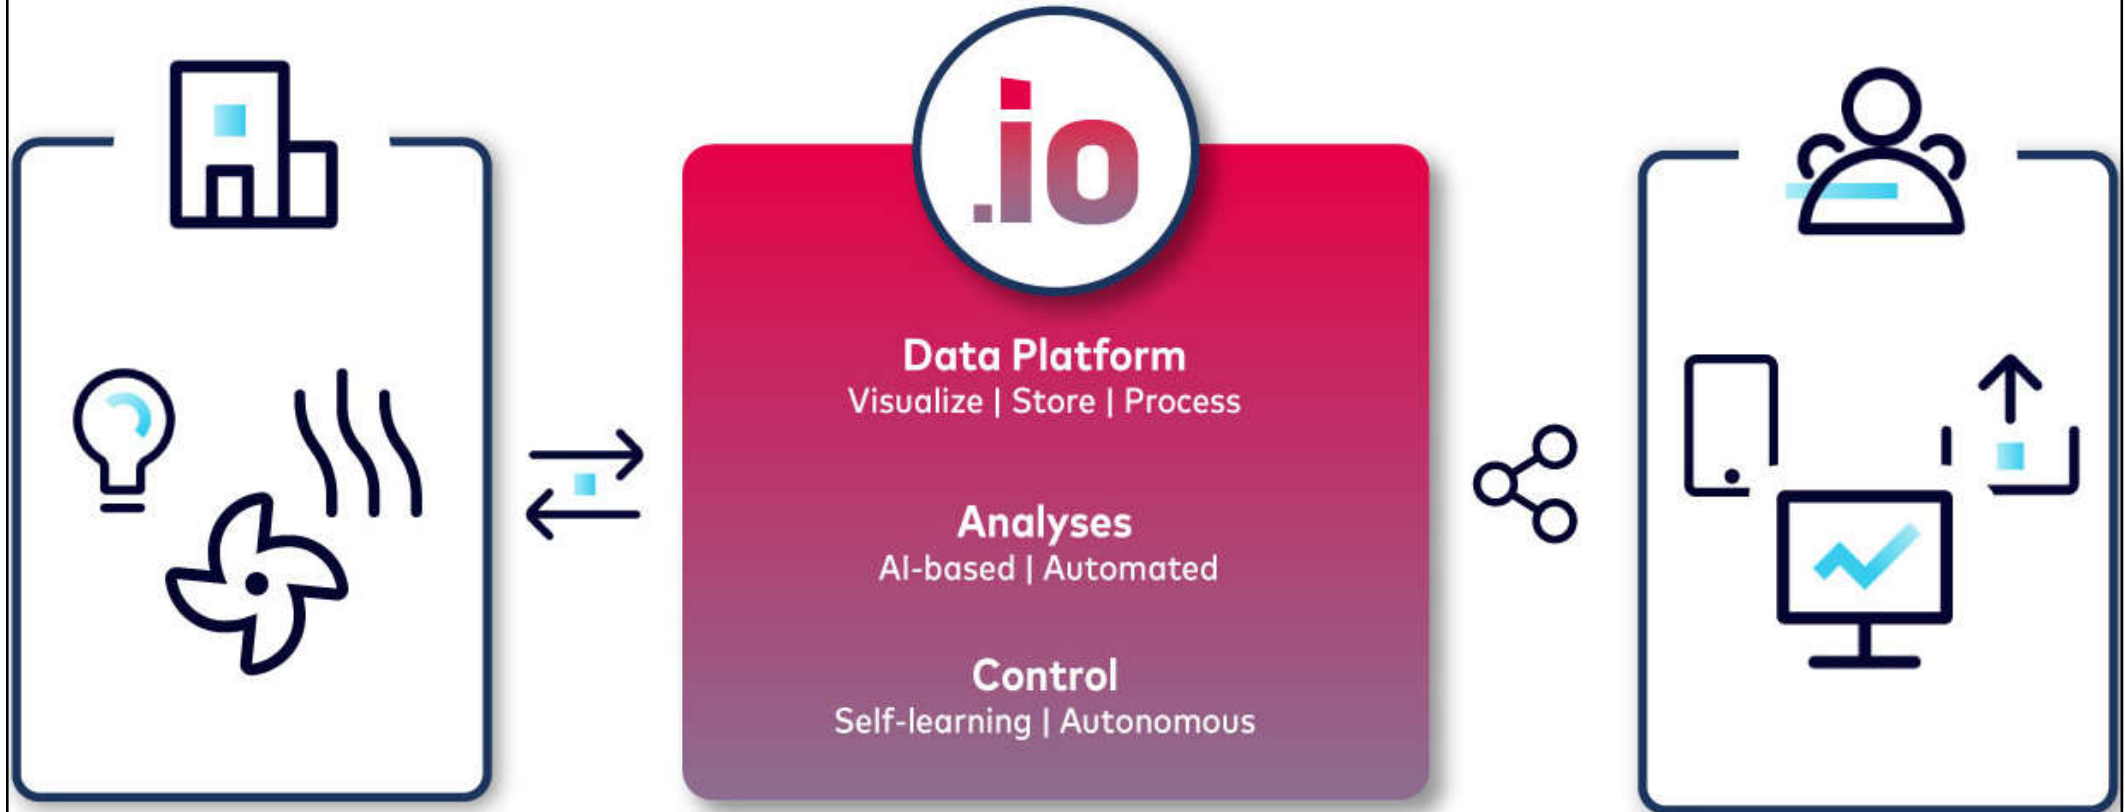 .io
Data Platform
Visualize | Store | Process
Analyses
AI-based | Automated
Control
Self-learning | Autonomous